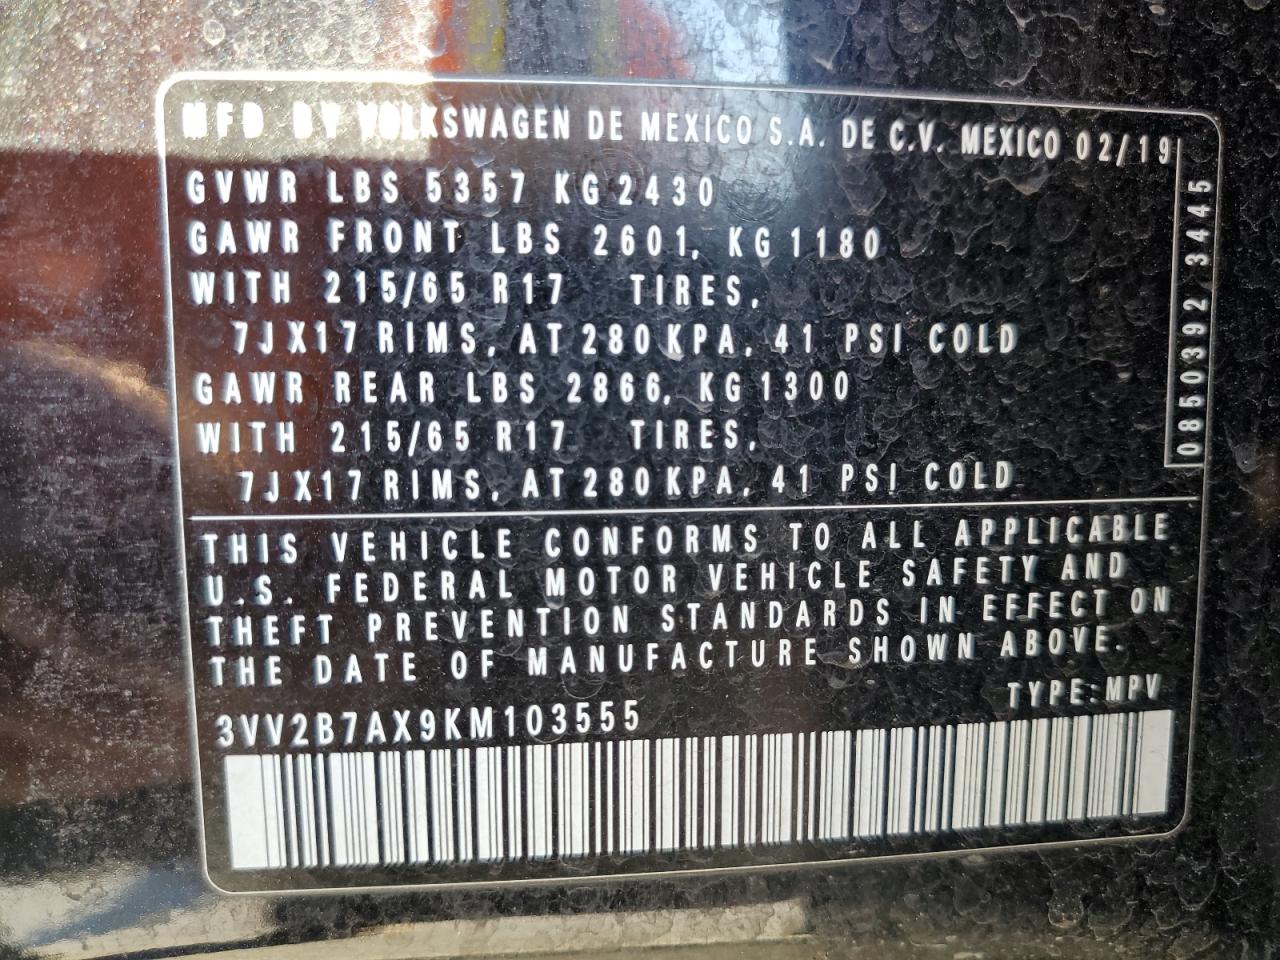 MFD BY VOLKSWAGEN DE MEXICO S.A. DE C.V. MEXICO 02/19
GVWR LBS 5357 KG 2430
GAWR FRONT LBS 2601, KG 1180
WITH 215/65 R17 TIRES,
7JX17 RIMS, AT 280 KPA, 41 PSI COLD
GAWR REAR LBS 2866, KG 1300
WITH 215/65 R17 TIRES,
7JX17 RIMS, AT 280 KPA, 41 PSI COLD
0850392 3445
THIS VEHICLE CONFORMS TO ALL APPLICABLE
U.S. FEDERAL MOTOR VEHICLE SAFETY AND
THEFT PREVENTION STANDARDS IN EFFECT ON
THE DATE OF MANUFACTURE SHOWN ABOVE.
TYPE: MPV
3VV2B7AX9KM103555